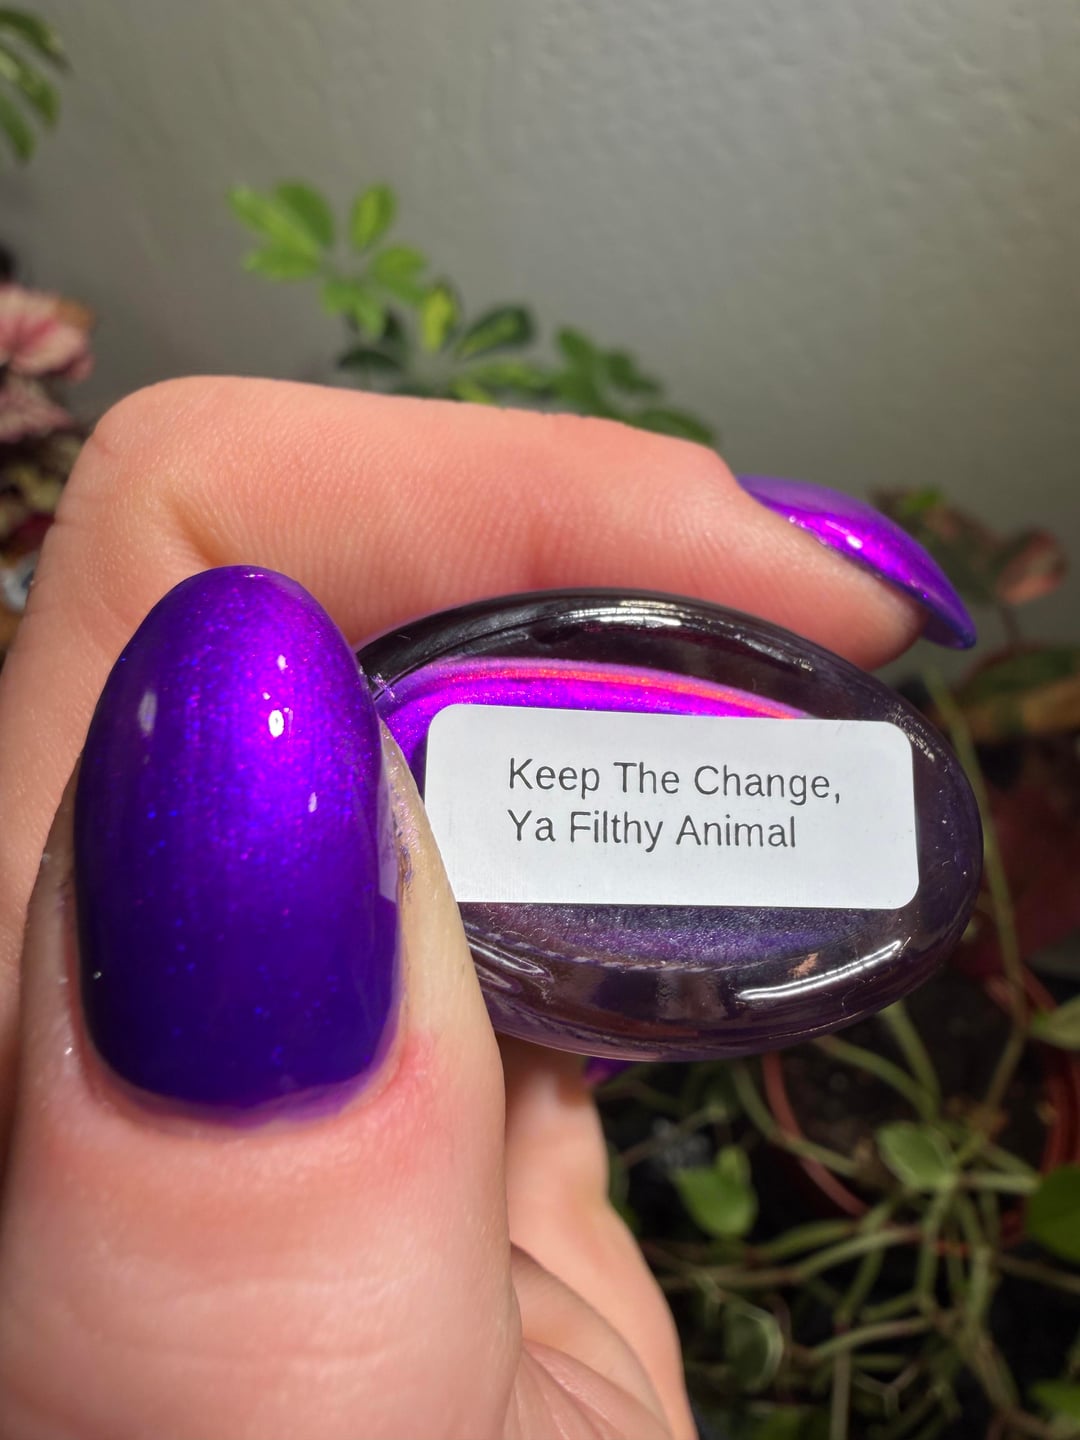 Keep The Change,
Ya Filthy Animal